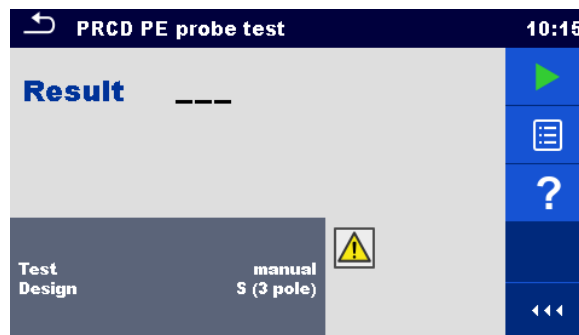 PRCD PE probe test 10:15
Result ___
?
Test manual
Design S (3 pole)